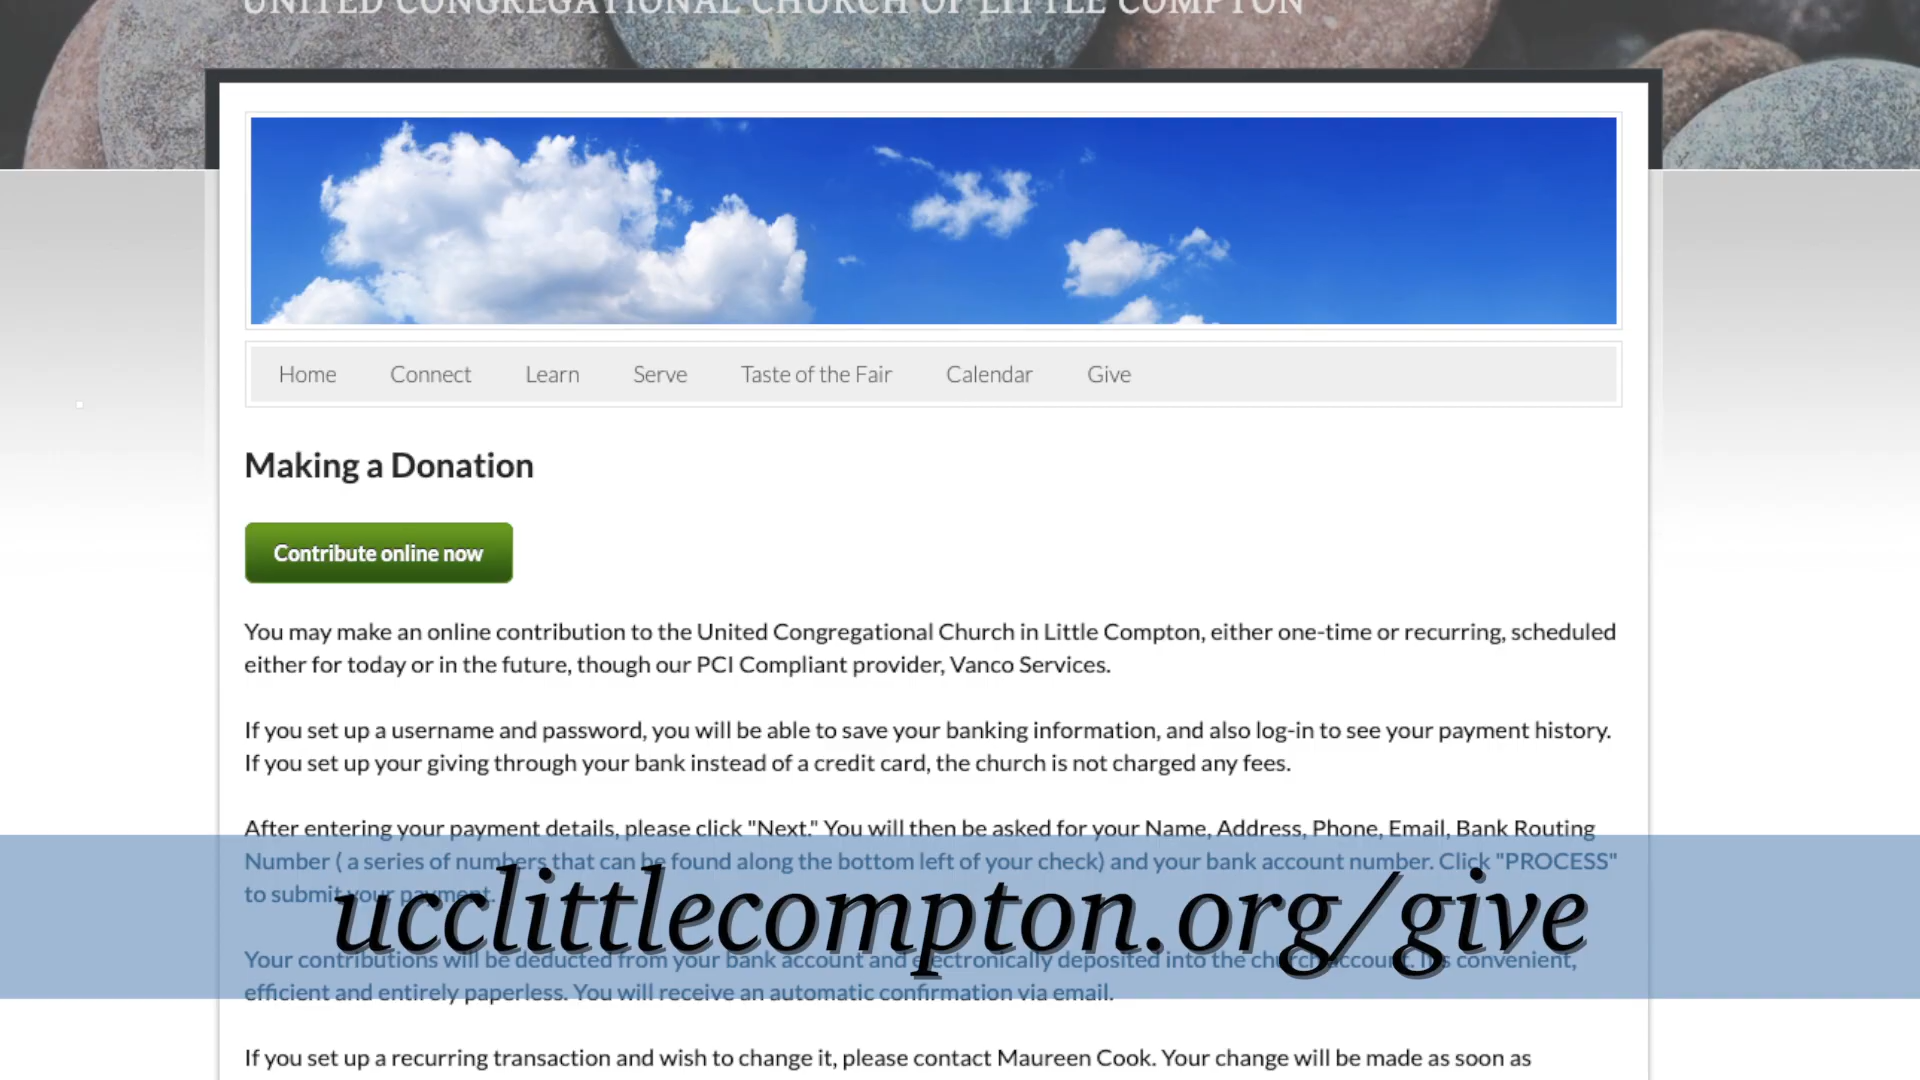 UNITED CONGREGATIONAL CHURCH OF LITTLE COMPTON
Home Connect Learn Serve Taste of the Fair Calendar Give
Making a Donation
Contribute online now
You may make an online contribution to the United Congregational Church in Little Compton, either one-time or recurring, scheduled
either for today or in the future, though our PCI Compliant provider, Vanco Services.
If you set up a username and password, you will be able to save your banking information, and also log-in to see your payment history.
If you set up your giving through your bank instead of a credit card, the church is not charged any fees.
After entering your payment details, please click "Next." You will then be asked for your Name, Address, Phone, Email, Bank Routing
Number ( a series of numbers that can be found along the bottom left of your check) and your bank account number. Click "PROCESS"
to submit your payment.
ucclittlecompton.org/give
Your contributions will be deducted from your bank account and electronically deposited into the church account. It is convenient,
efficient and entirely paperless. You will receive an automatic confirmation via email.
If you set up a recurring transaction and wish to change it, please contact Maureen Cook. Your change will be made as soon as